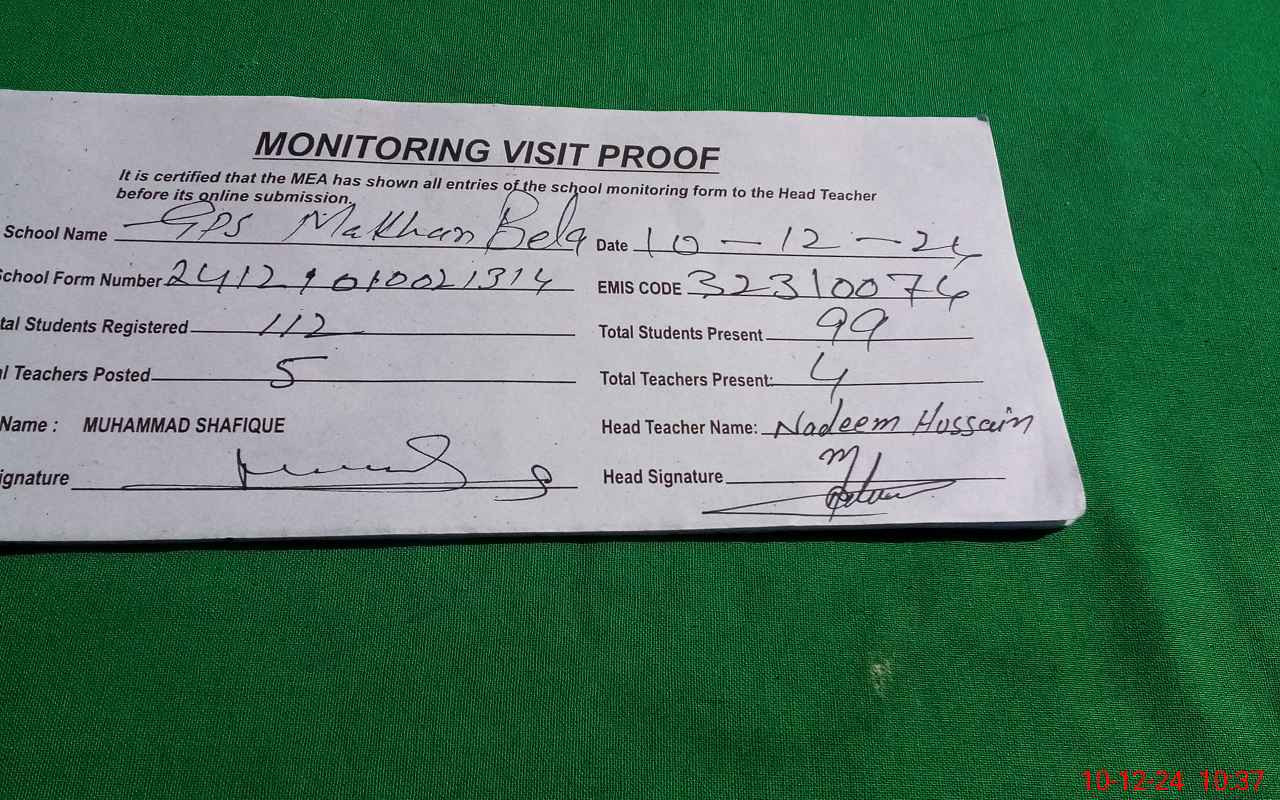 MONITORING VISIT PROOF
It is certified that the MEA has shown all entries of the school monitoring form to the Head Teacher
before its online submission.
School Name GPS Makhan Bela Date 10-12-24
School Form Number 24121010021314 EMIS CODE 32310074
tal Students Registered 112 Total Students Present 99
l Teachers Posted 5 Total Teachers Present: 4
Name : MUHAMMAD SHAFIQUE Head Teacher Name: Nadeem Hussain
ignature Head Signature
10-12-24 10:37